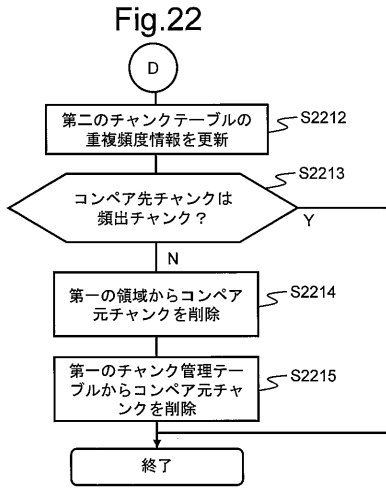 Fig.22
D
第二のチャンクテーブルの
重複頻度情報を更新
S2212
コンペア先チャンクは
頻出チャンク？
S2213
Y
N
第一の領域からコンペア
元チャンクを削除
S2214
第一のチャンク管理テー
ブルからコンペア元チャ
ンクを削除
S2215
終了